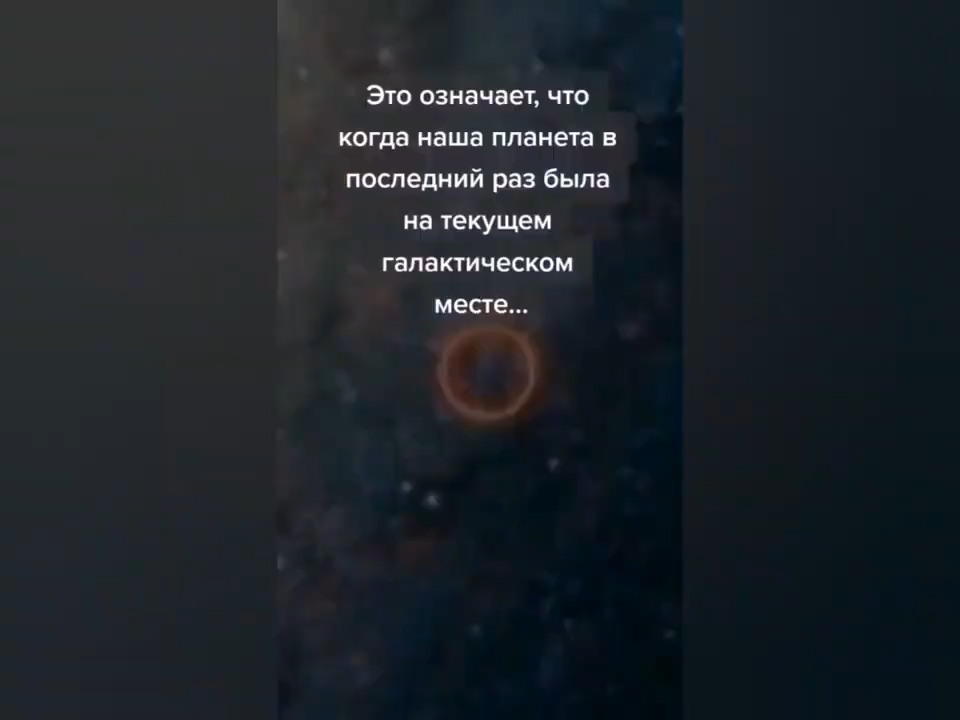 Это означает, что
когда наша планета в
последний раз была
на текущем
галактическом
месте...